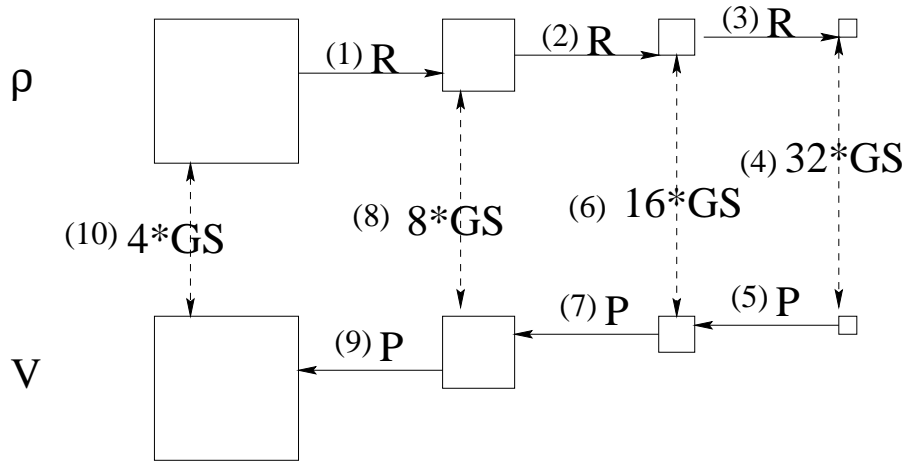 (1) R
(2) R
(3) R
ρ
(4) 32*GS
(6) 16*GS
(8) 8*GS
(10) 4*GS
(5) P
(7) P
(9) P
V